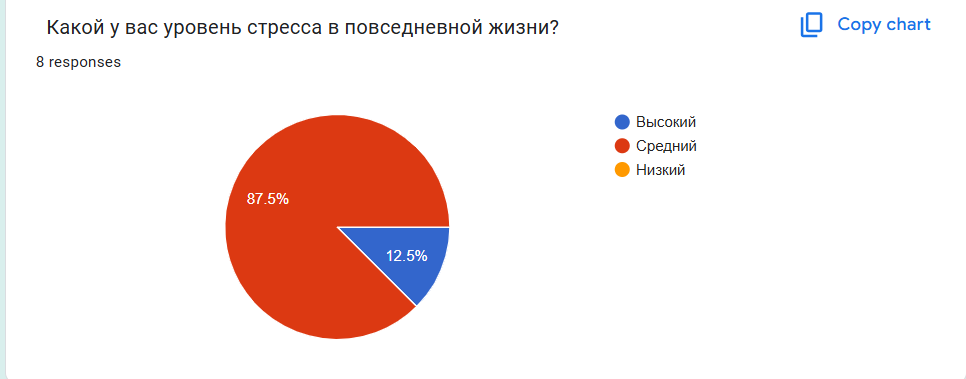 Какой у вас уровень стресса в повседневной жизни?
Copy chart
8 responses
Высокий
Средний
Низкий
87.5%
12.5%